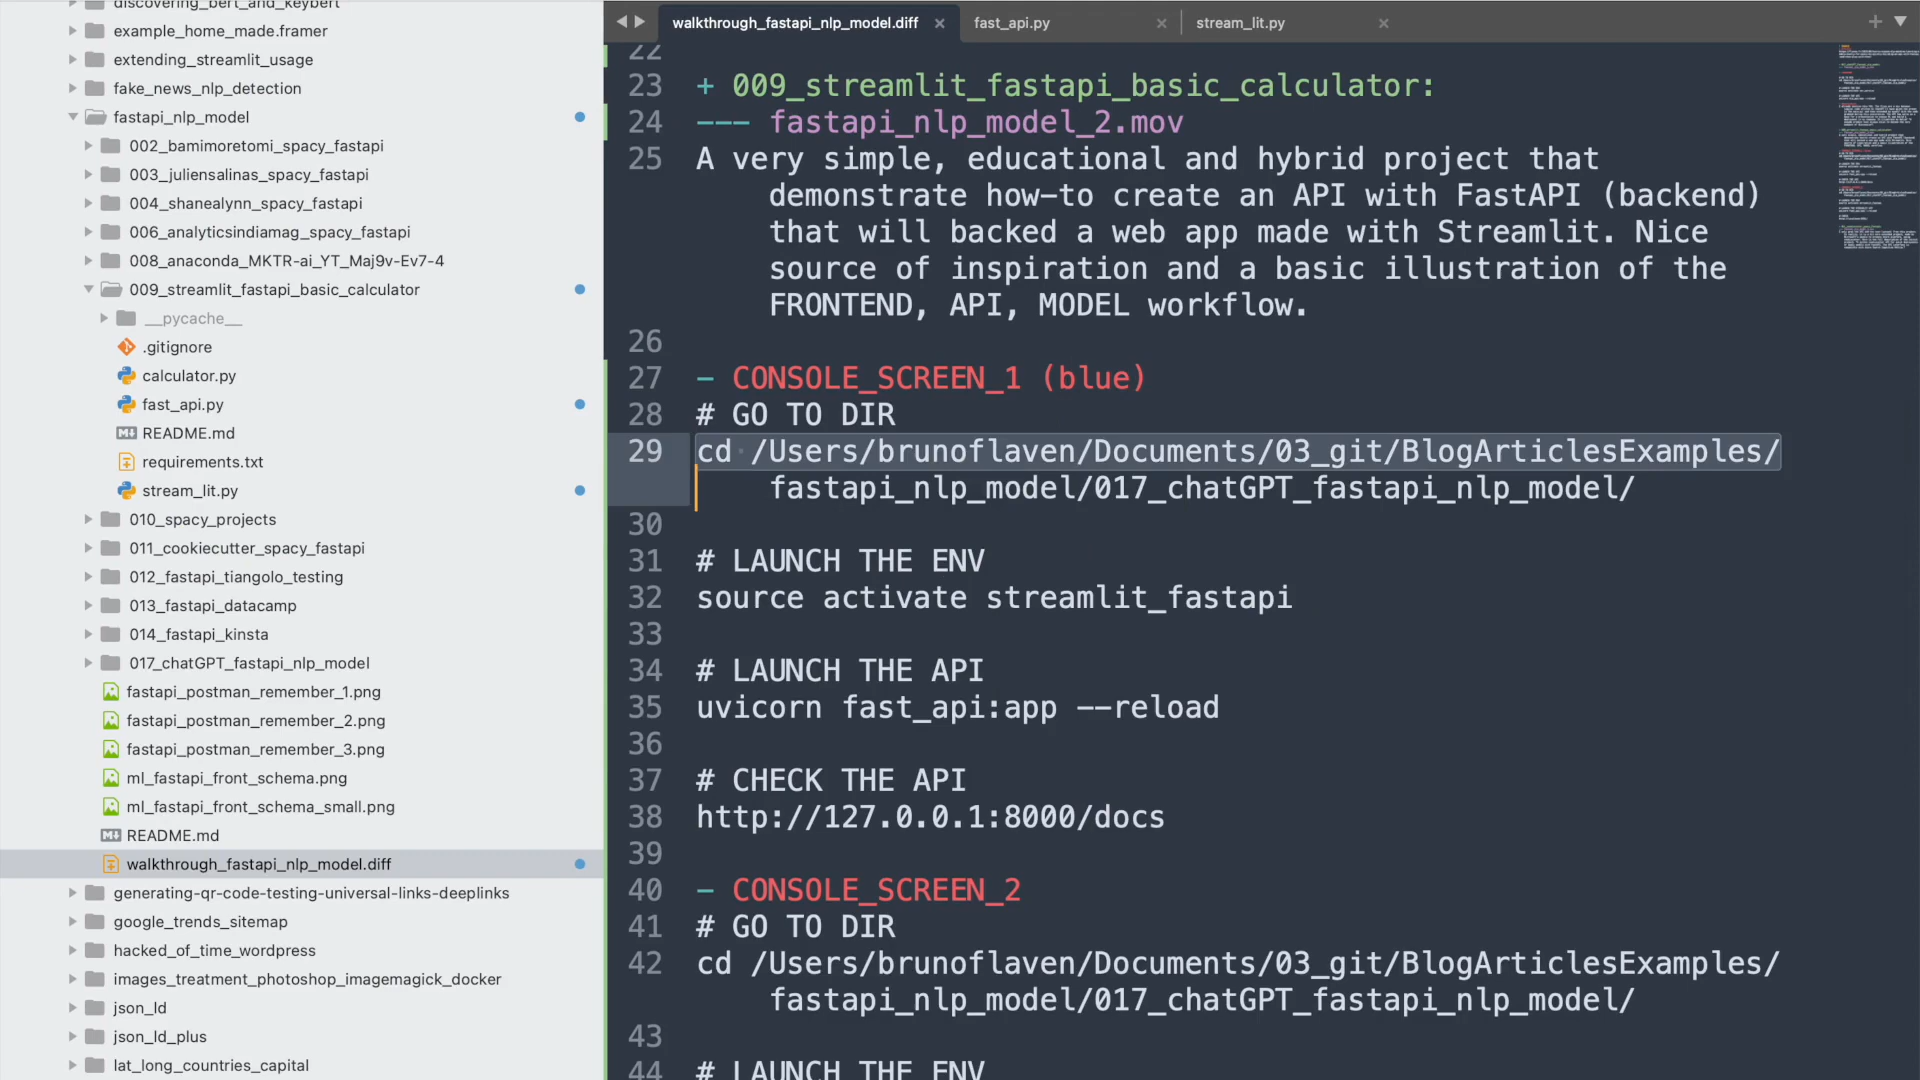 discovering_bert_and_keybert
example_home_made.framer
extending_streamlit_usage
fake_news_nlp_detection
fastapi_nlp_model
002_bamimoretomi_spacy_fastapi
003_juliensalinas_spacy_fastapi
004_shanealynn_spacy_fastapi
006_analyticsindiamag_spacy_fastapi
008_anaconda_MKTR-ai_YT_Maj9v-Ev7-4
009_streamlit_fastapi_basic_calculator
__pycache__
.gitignore
calculator.py
fast_api.py
README.md
requirements.txt
stream_lit.py
010_spacy_projects
011_cookiecutter_spacy_fastapi
012_fastapi_tiangolo_testing
013_fastapi_datacamp
014_fastapi_kinsta
017_chatGPT_fastapi_nlp_model
fastapi_postman_remember_1.png
fastapi_postman_remember_2.png
fastapi_postman_remember_3.png
ml_fastapi_front_schema.png
ml_fastapi_front_schema_small.png
README.md
walkthrough_fastapi_nlp_model.diff
generating-qr-code-testing-universal-links-deeplinks
google_trends_sitemap
hacked_of_time_wordpress
images_treatment_photoshop_imagemagick_docker
json_ld
json_ld_plus
lat_long_countries_capital
walkthrough_fastapi_nlp_model.diff × fast_api.py × stream_lit.py ×
22
23 + 009_streamlit_fastapi_basic_calculator:
24 --- fastapi_nlp_model_2.mov
25 A very simple, educational and hybrid project that
demonstrate how-to create an API with FastAPI (backend)
that will backed a web app made with Streamlit. Nice
source of inspiration and a basic illustration of the
FRONTEND, API, MODEL workflow.
26
27 - CONSOLE_SCREEN_1 (blue)
28 # GO TO DIR
29 cd /Users/brunoflaven/Documents/03_git/BlogArticlesExamples/
fastapi_nlp_model/017_chatGPT_fastapi_nlp_model/
30
31 # LAUNCH THE ENV
32 source activate streamlit_fastapi
33
34 # LAUNCH THE API
35 uvicorn fast_api:app --reload
36
37 # CHECK THE API
38 http://127.0.0.1:8000/docs
39
40 - CONSOLE_SCREEN_2
41 # GO TO DIR
42 cd /Users/brunoflaven/Documents/03_git/BlogArticlesExamples/
fastapi_nlp_model/017_chatGPT_fastapi_nlp_model/
43
44 # LAUNCH THE ENV